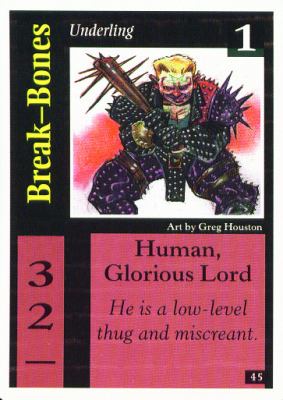 Underling
1
Break–Bones
Art by Greg Houston
3
2
—
Human,
Glorious Lord
He is a low-level
thug and miscreant.
45